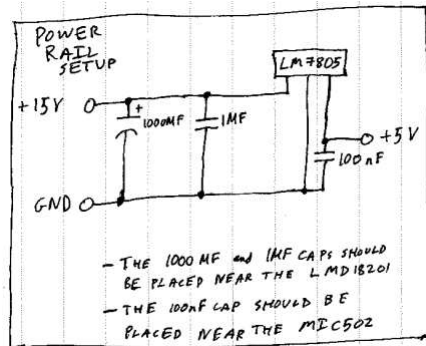 POWER
RAIL
SETUP
LM7805
+15V
+
1000MF
1MF
+5V
100nF
GND
- THE 1000 MF and 1MF CAPS SHOULD
BE PLACED NEAR THE LMD18201
- THE 100nF CAP SHOULD BE
PLACED NEAR THE MIC502